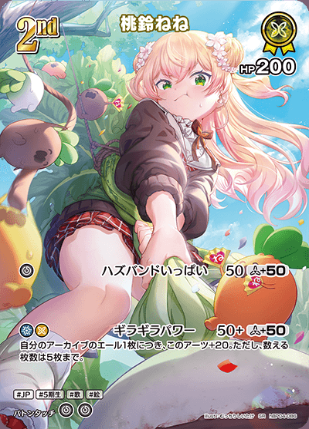 2nd
桃鈴ねね
HP200
ハズバンドいっぱい 50 +50
ギラギラパワー 50+ +50
自分のアーカイブのエール1枚につき、このアーツ+20。ただし、数える
枚数は5枚まで。
#JP #5期生 #歌 #絵
バトンタッチ
SR